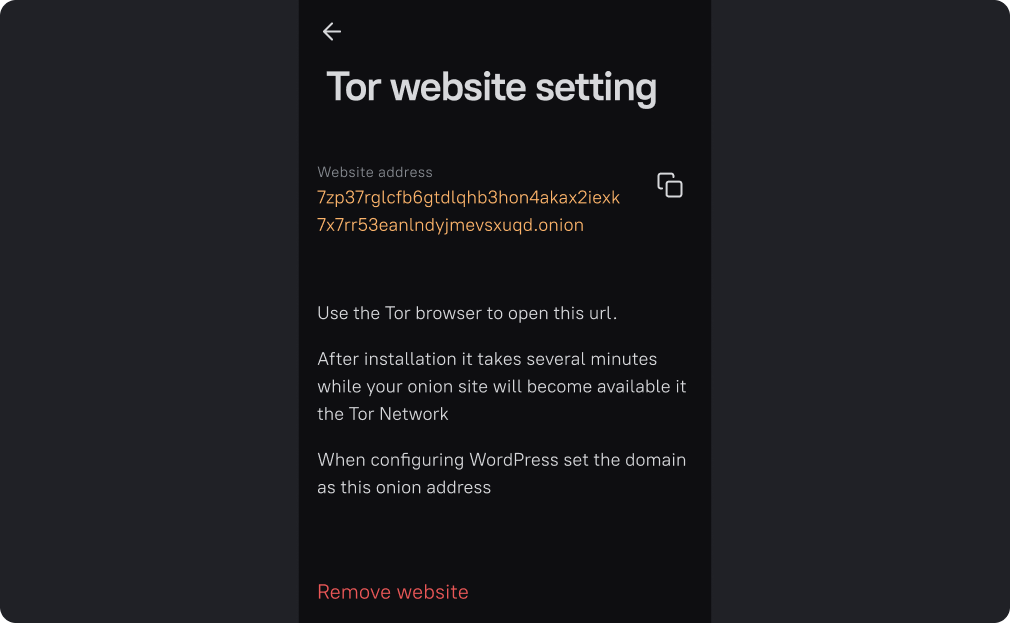 Tor website setting
Website address
7zp37rglcfb6gtdlqhb3hon4akax2iexk
7x7rr53eanlndyjmevsxuqd.onion
Use the Tor browser to open this url.
After installation it takes several minutes
while your onion site will become available it
the Tor Network
When configuring WordPress set the domain
as this onion address
Remove website